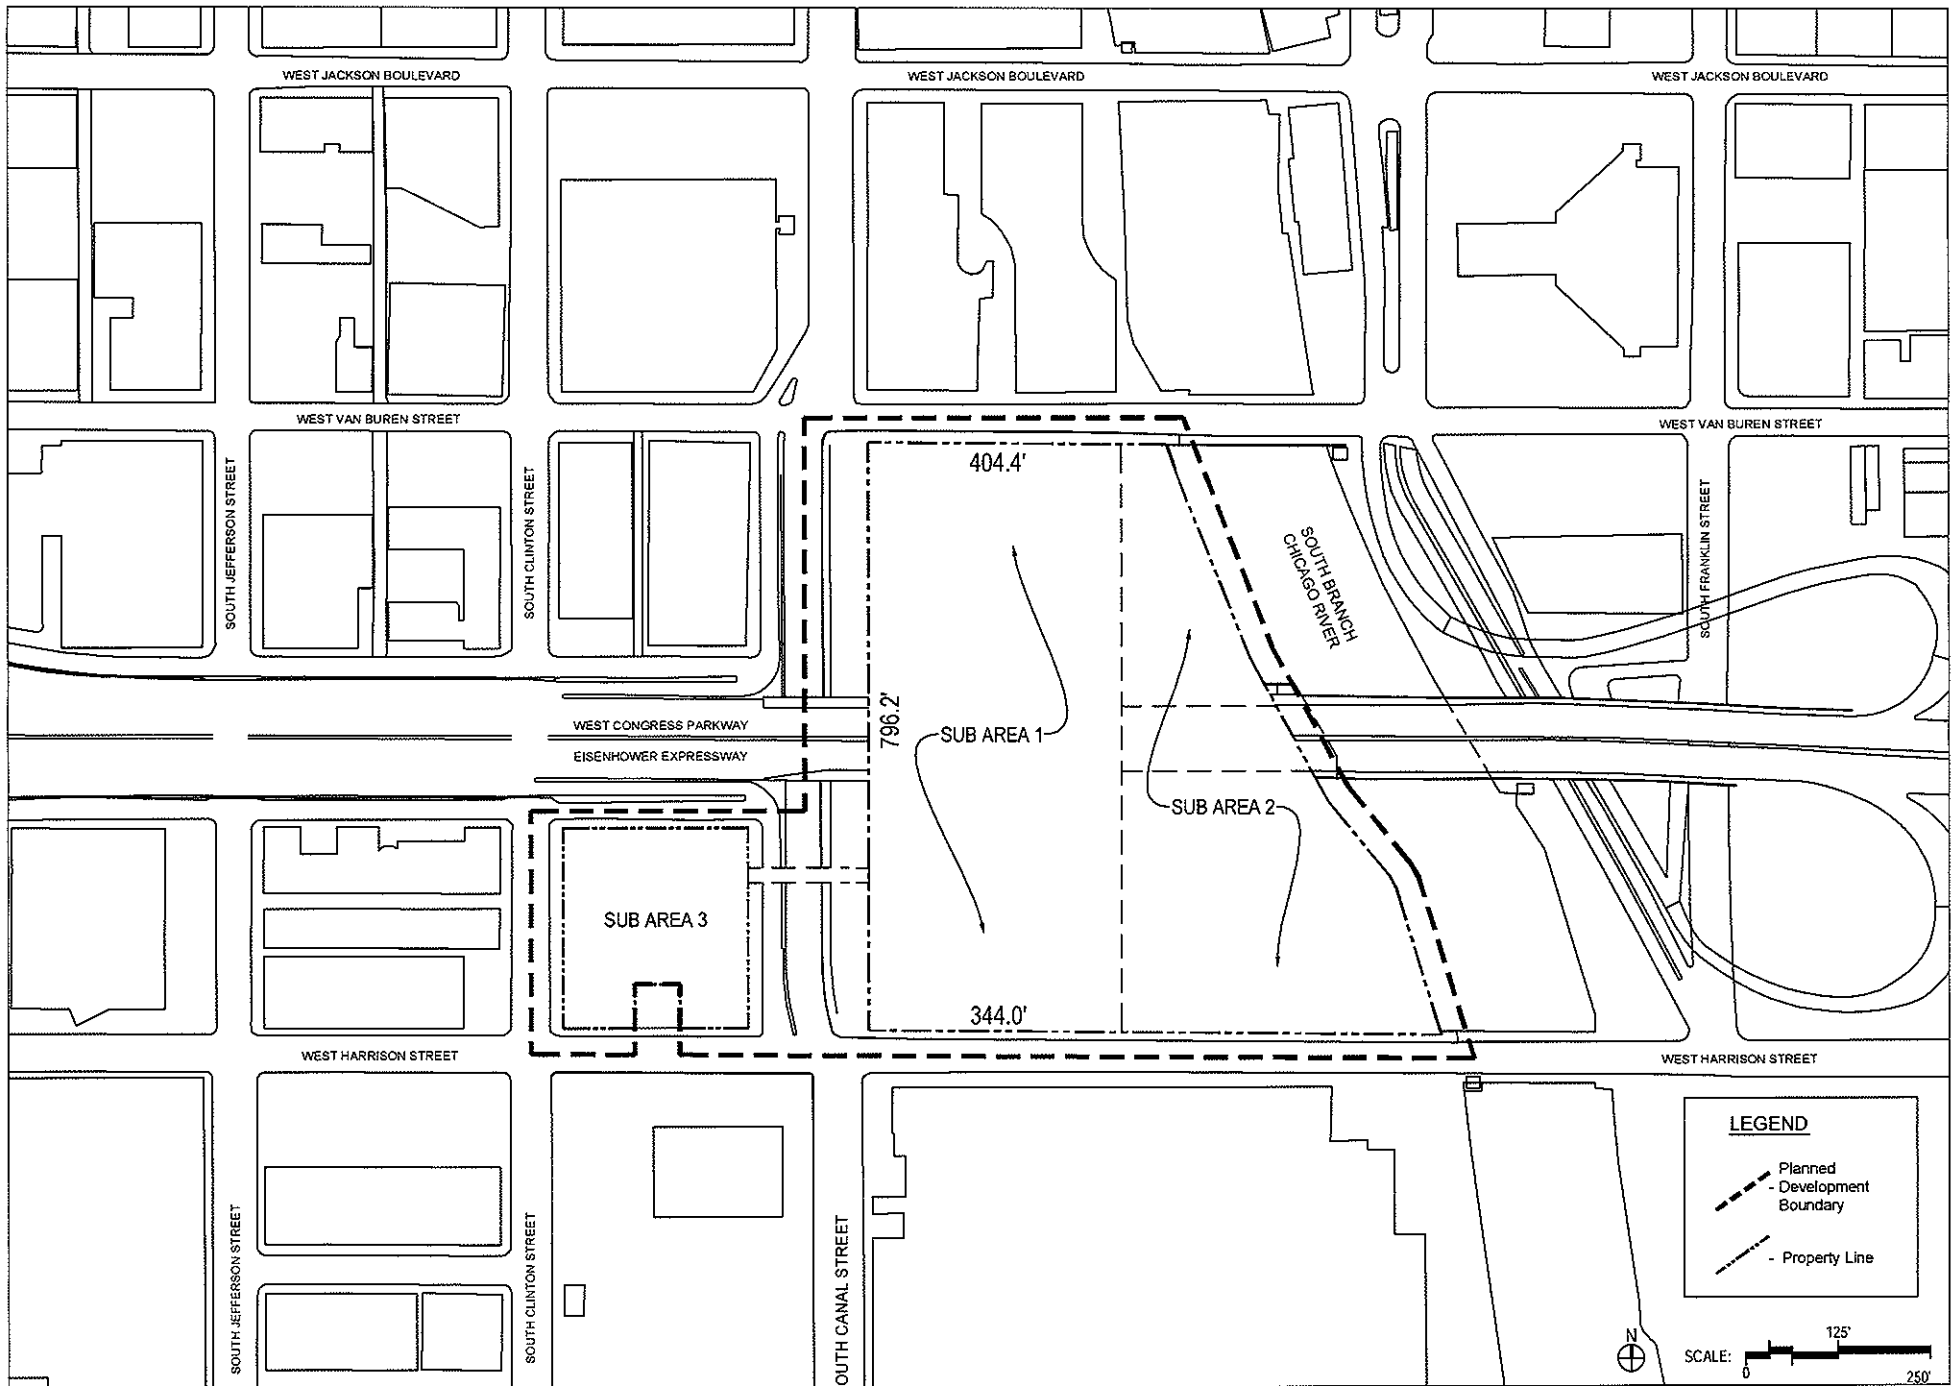 WEST JACKSON BOULEVARD
WEST JACKSON BOULEVARD
WEST JACKSON BOULEVARD
WEST VAN BUREN STREET
WEST VAN BUREN STREET
404.4'
SOUTH JEFFERSON STREET
SOUTH CLINTON STREET
SOUTH BRANCH
CHICAGO RIVER
SOUTH FRANKLIN STREET
796.2'
WEST CONGRESS PARKWAY
SUB AREA 1
EISENHOWER EXPRESSWAY
SUB AREA 2
SUB AREA 3
344.0'
WEST HARRISON STREET
WEST HARRISON STREET
LEGEND
- Planned
Development
Boundary
- Property Line
SOUTH JEFFERSON STREET
SOUTH CLINTON STREET
OUTH CANAL STREET
N
SCALE:
0
125'
250'